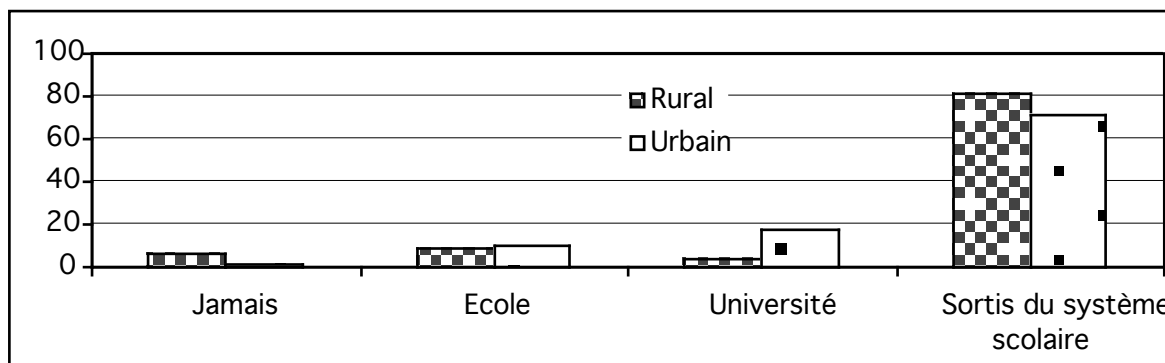 100
80
60
40
20
0
Rural
Urbain
Jamais
Ecole
Université
Sortis du système
scolaire